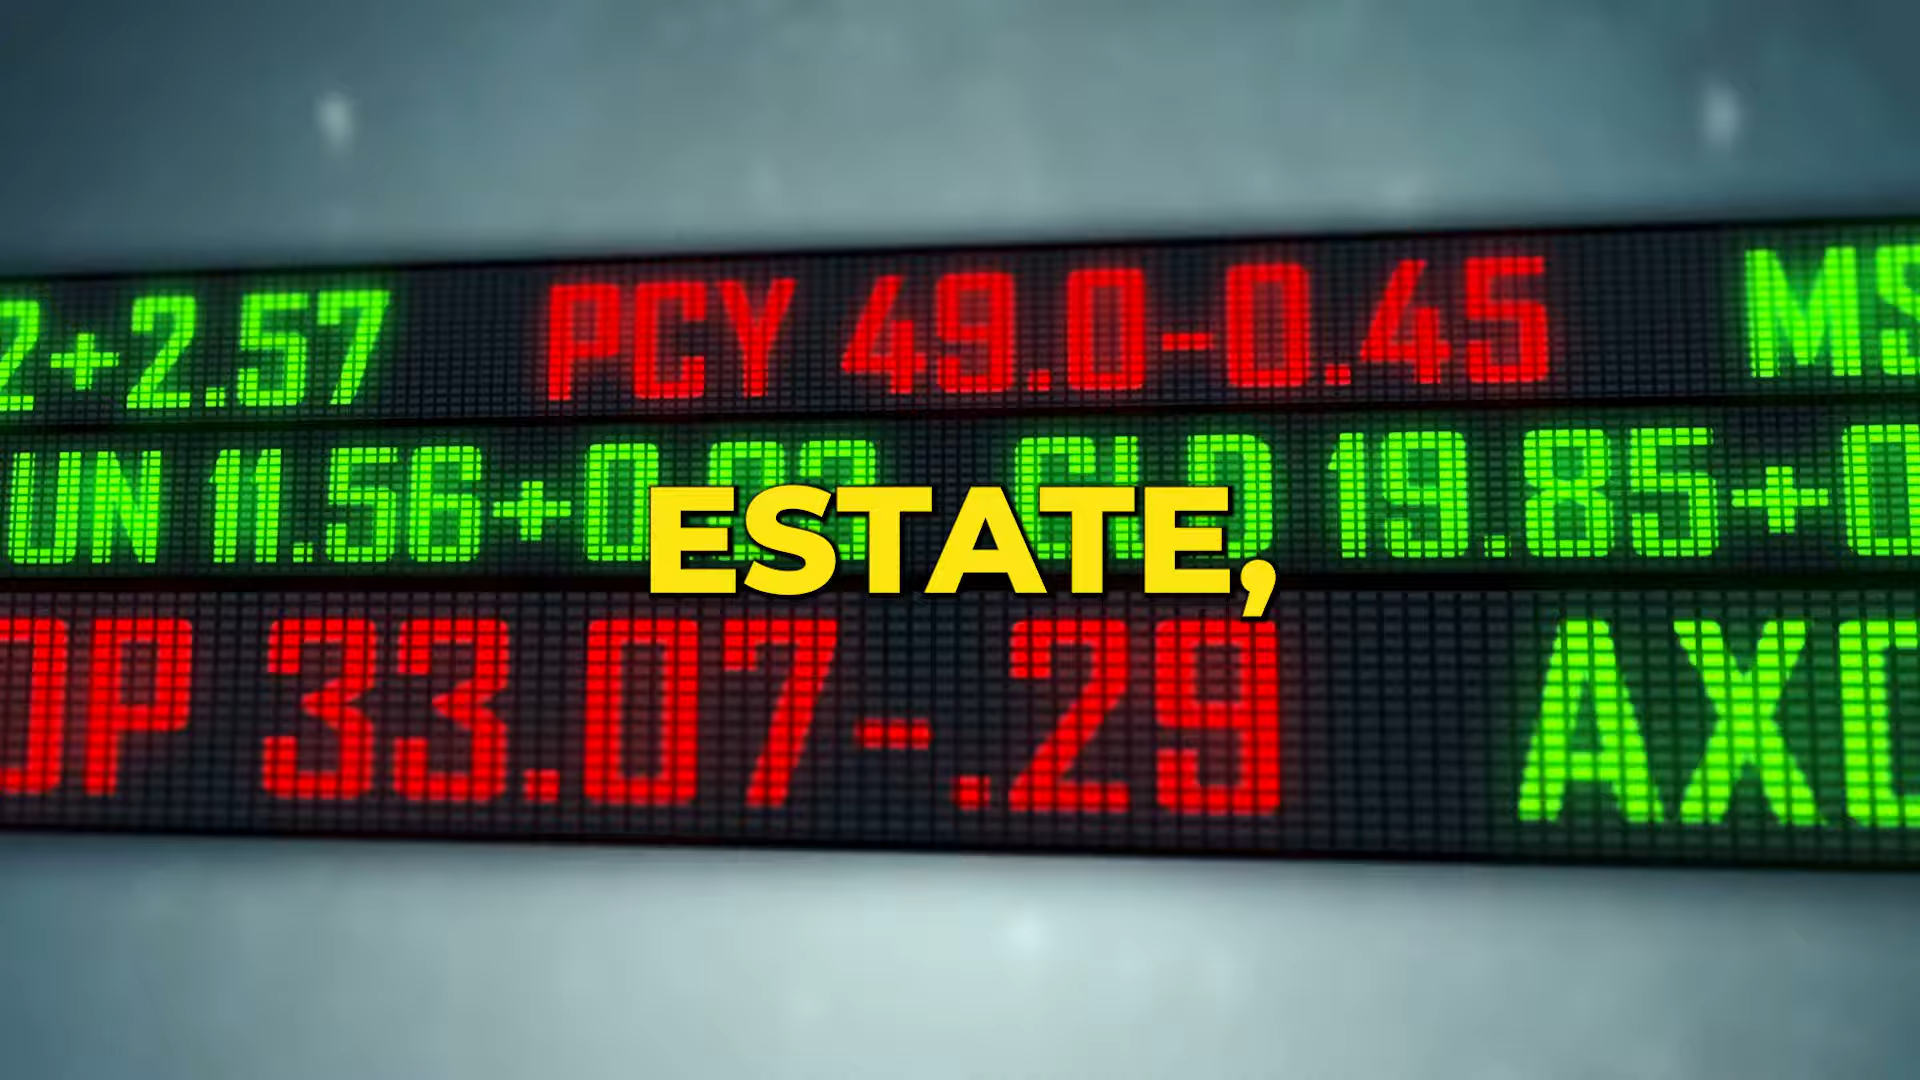 2+2.57 PCY 49.0-0.45 MS
UN 11.56+0. 19.85+0
ESTATE,
OP 33.07-.29 AXC